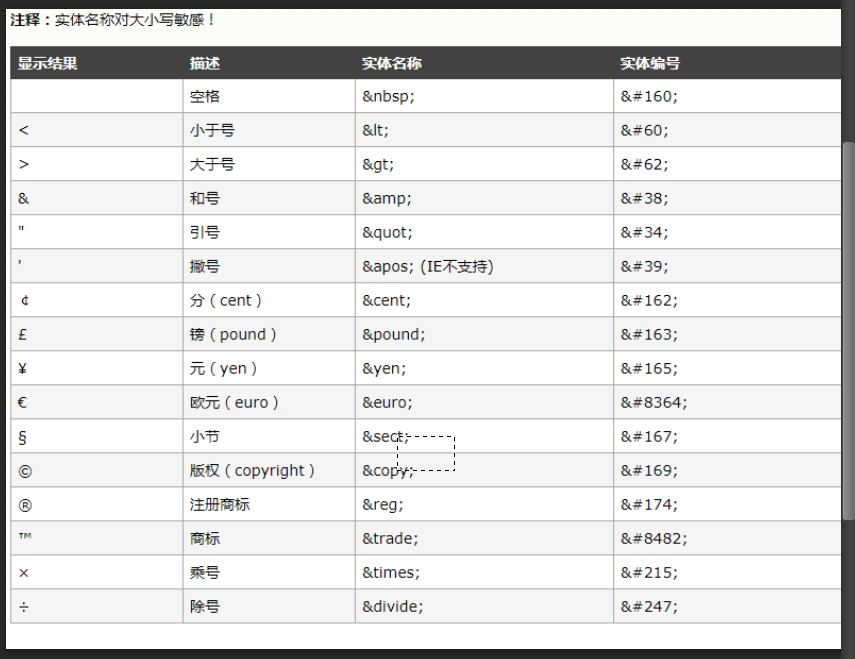 注释：实体名称对大小写敏感！
显示结果 描述 实体名称 实体编号
空格 &nbsp; &#160;
< 小于号 &lt; &#60;
> 大于号 &gt; &#62;
& 和号 &amp; &#38;
" 引号 &quot; &#34;
' 撇号 &apos; (IE不支持) &#39;
￠ 分（cent） &cent; &#162;
£ 镑（pound） &pound; &#163;
¥ 元（yen） &yen; &#165;
€ 欧元（euro） &euro; &#8364;
§ 小节 &sect; &#167;
© 版权（copyright） &copy; &#169;
® 注册商标 &reg; &#174;
™ 商标 &trade; &#8482;
× 乘号 &times; &#215;
÷ 除号 &divide; &#247;